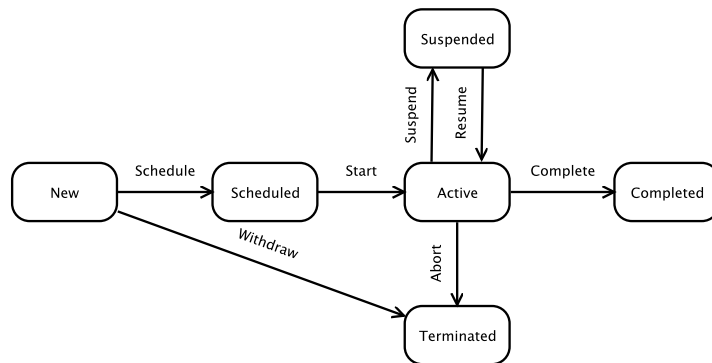 Suspended
Suspend
Resume
Schedule
Start
Complete
New
Scheduled
Active
Completed
Withdraw
Abort
Terminated